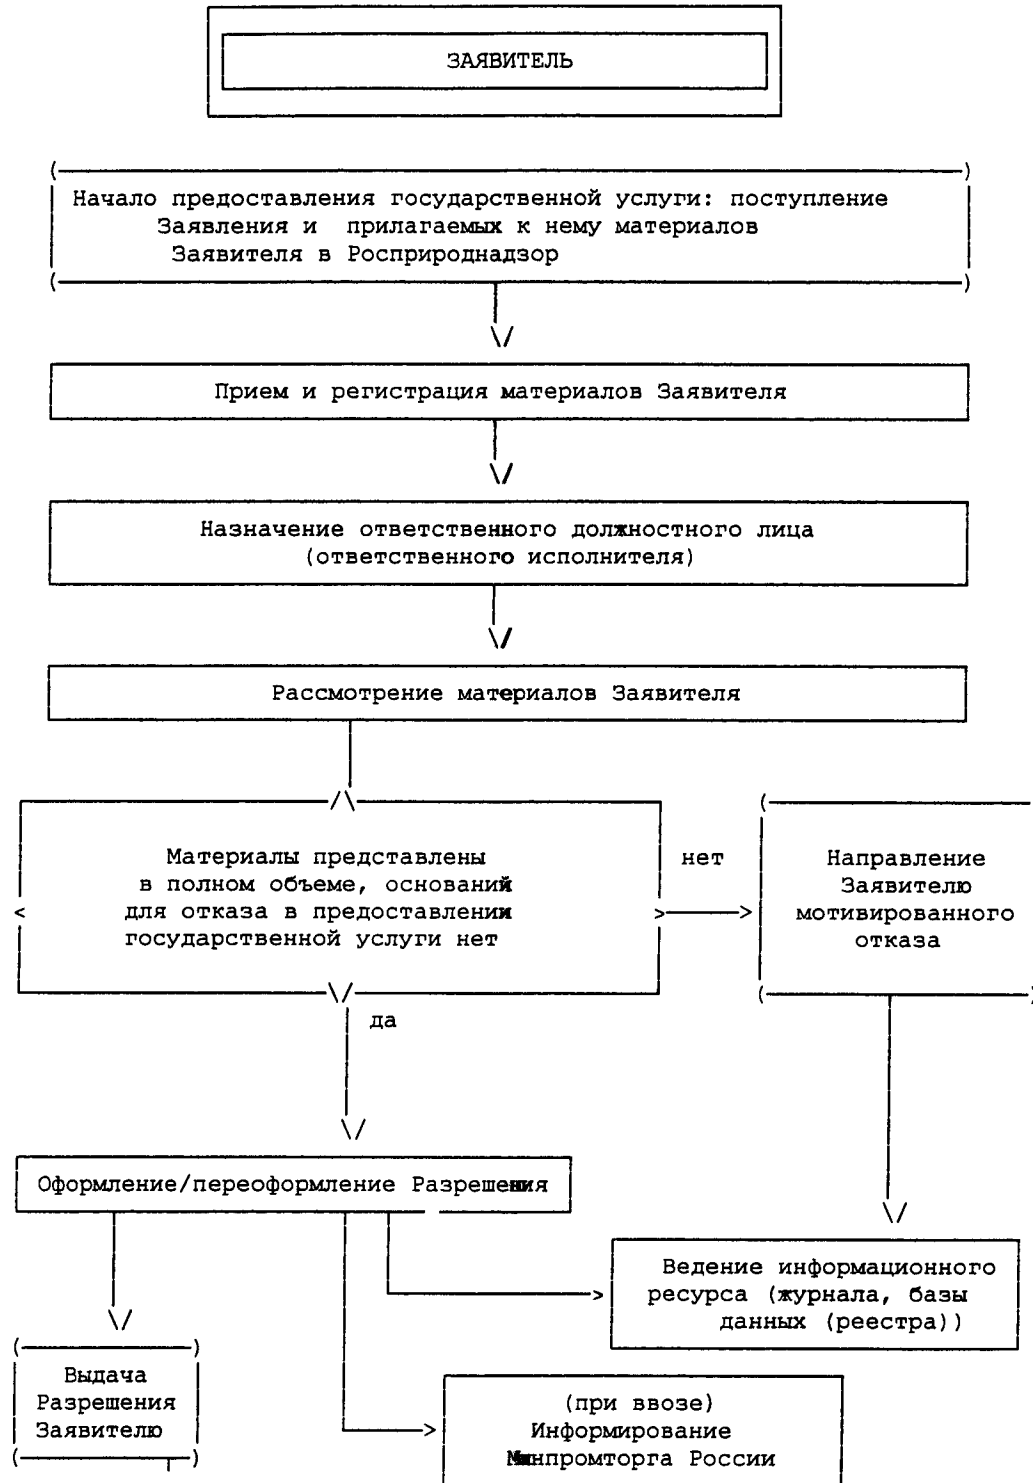 ЗАЯВИТЕЛЬ
Начало предоставления государственной услуги: поступление
Заявления и прилагаемых к нему материалов
Заявителя в Росприроднадзор
Прием и регистрация материалов Заявителя
Назначение ответственного должностного лица
(ответственного исполнителя)
Рассмотрение материалов Заявителя
Материалы представлены
в полном объеме, оснований
для отказа в предоставлении
государственной услуги нет
нет
Направление
Заявителю
мотивированного
отказа
да
Оформление/переоформление Разрешения
Ведение информационного
ресурса (журнала, базы
данных (реестра))
Выдача
Разрешения
Заявителю
(при ввозе)
Информирование
Минпромторга России